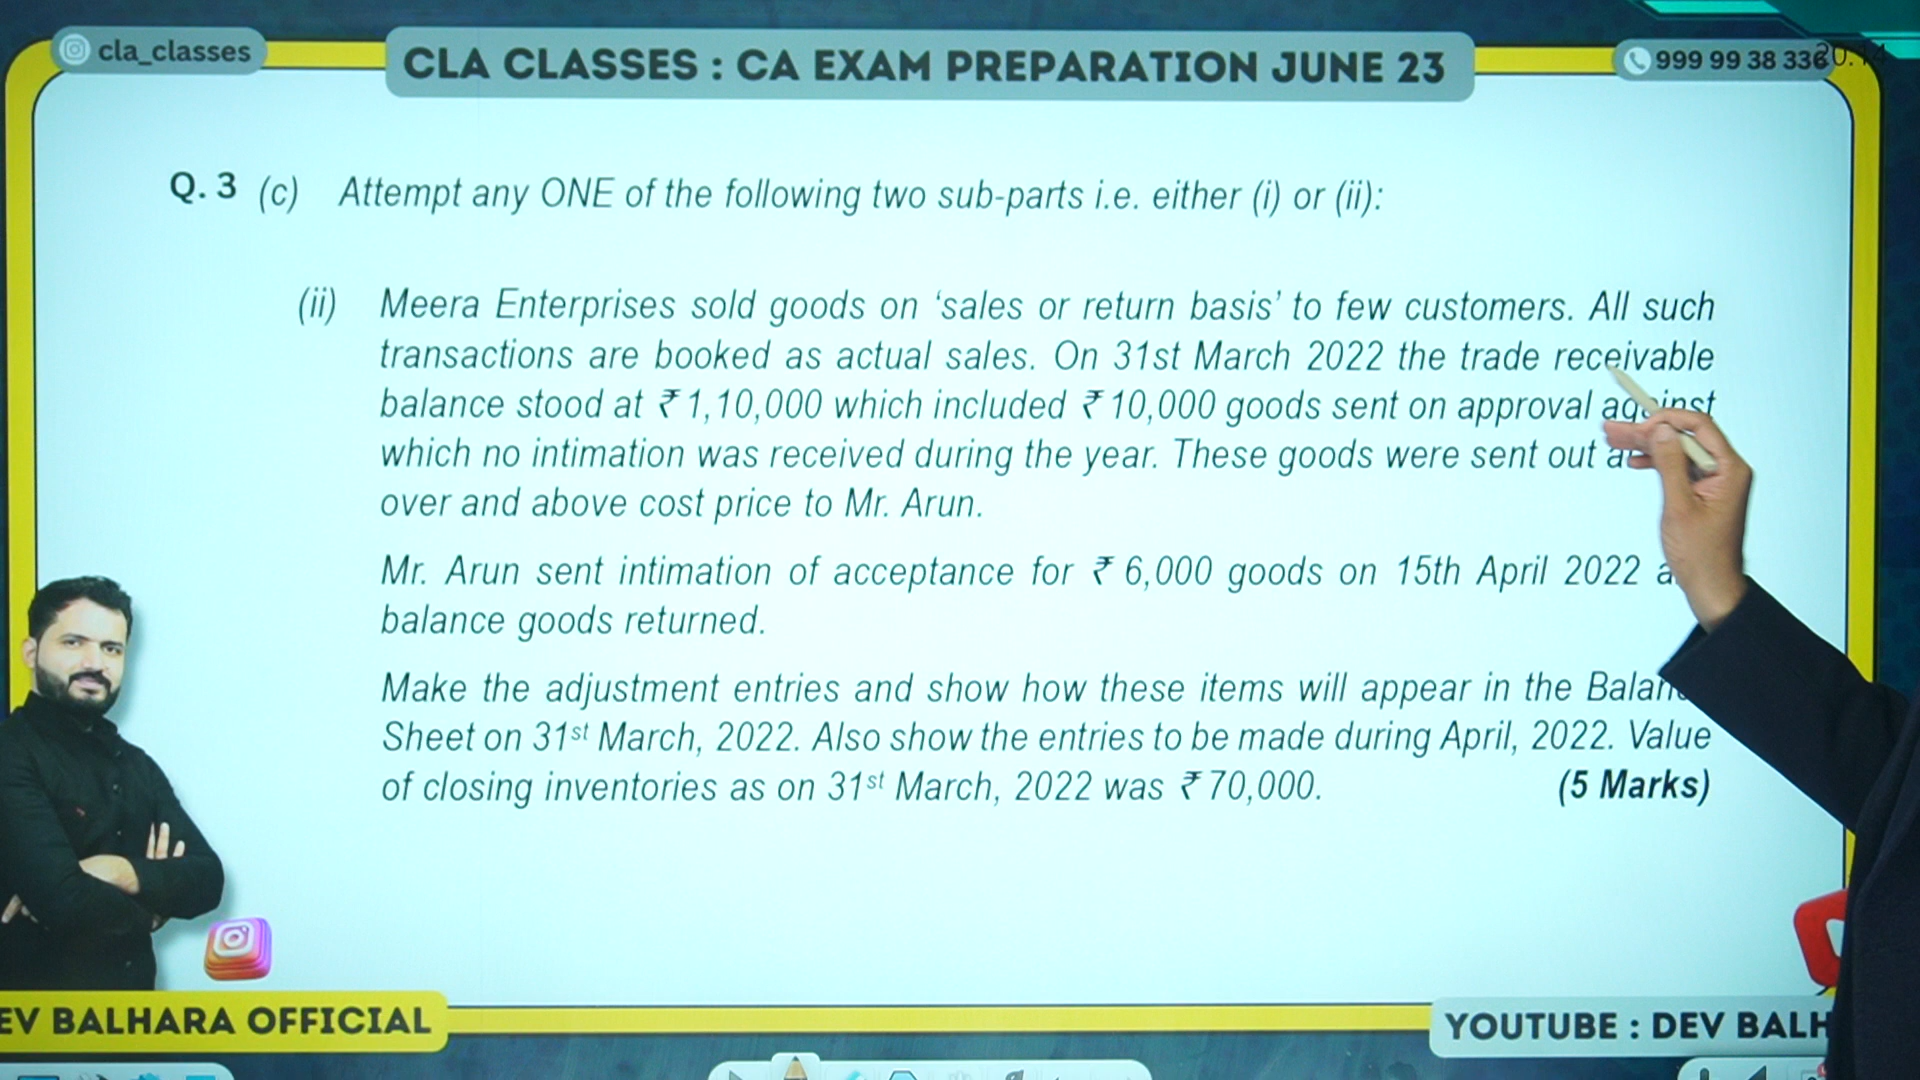 cla_classes
CLA CLASSES : CA EXAM PREPARATION JUNE 23
999 99 38 336
Q. 3 (c) Attempt any ONE of the following two sub-parts i.e. either (i) or (ii):
(ii) Meera Enterprises sold goods on ‘sales or return basis’ to few customers. All such
transactions are booked as actual sales. On 31st March 2022 the trade receivable
balance stood at ₹ 1,10,000 which included ₹ 10,000 goods sent on approval against
which no intimation was received during the year. These goods were sent out
over and above cost price to Mr. Arun.
Mr. Arun sent intimation of acceptance for ₹ 6,000 goods on 15th April 2022
balance goods returned.
Make the adjustment entries and show how these items will appear in the
Sheet on 31st March, 2022. Also show the entries to be made during April, 2022. Value
of closing inventories as on 31st March, 2022 was ₹ 70,000. (5 Marks)
EV BALHARA OFFICIAL
YOUTUBE : DEV BALH